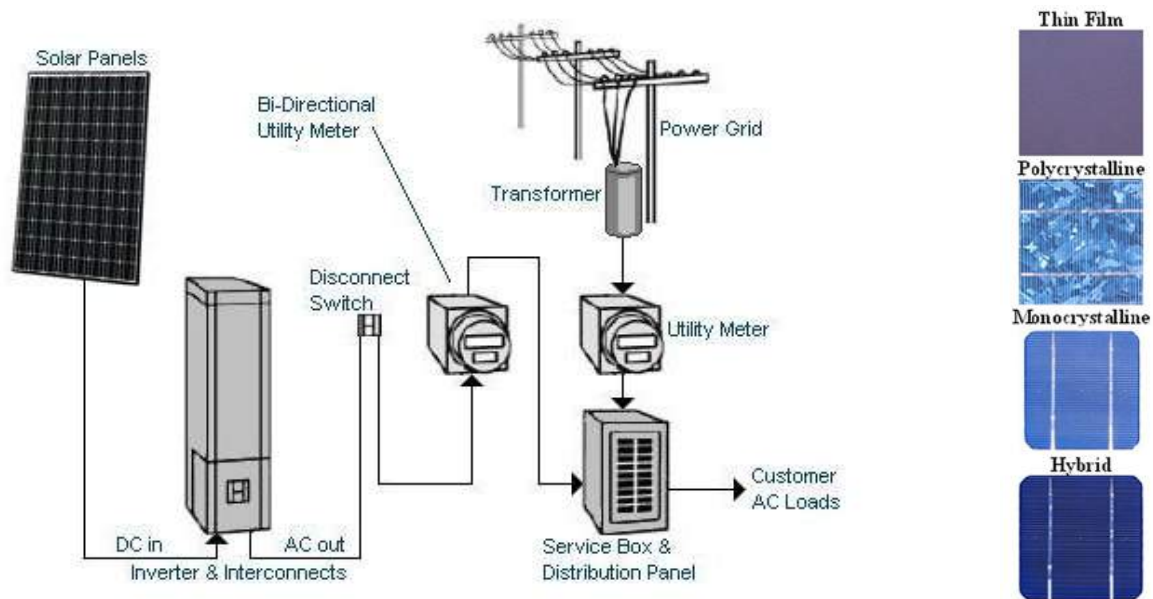 Solar Panels
Bi-Directional
Utility Meter
Power Grid
Transformer
Disconnect
Switch
Utility Meter
Customer
AC Loads
DC in
AC out
Inverter & Interconnects
Service Box &
Distribution Panel
Thin Film
Polycrystalline
Monocrystalline
Hybrid